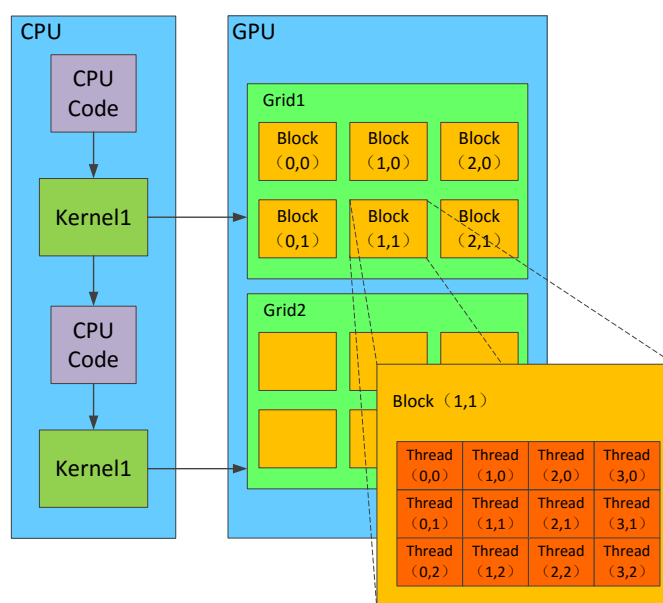 CPU
CPU
Code
Kernel1
CPU
Code
Kernel1
GPU
Grid1
Block
（0,0）
Block
（1,0）
Block
（2,0）
Block
（0,1）
Block
（1,1）
Block
（2,1）
Grid2
Block（1,1）
Thread
（0,0）
Thread
（1,0）
Thread
（2,0）
Thread
（3,0）
Thread
（0,1）
Thread
（1,1）
Thread
（2,1）
Thread
（3,1）
Thread
（0,2）
Thread
（1,2）
Thread
（2,2）
Thread
（3,2）